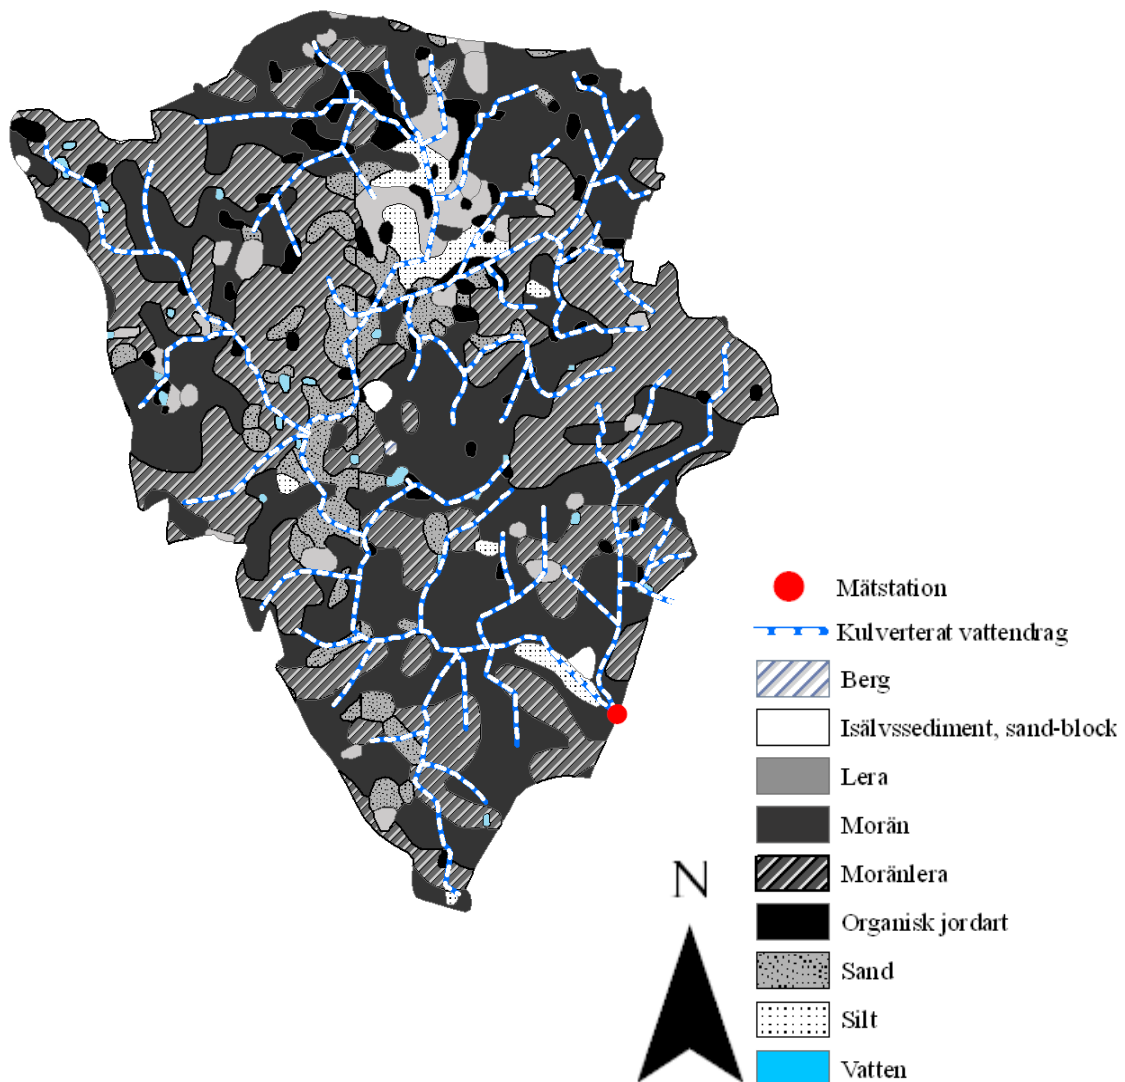 Mätstation
Kulverterat vattendrag
Berg
Isälvssediment, sand-block
Lera
Morän
Moränlera
N
Organisk jordart
Sand
Silt
Vatten